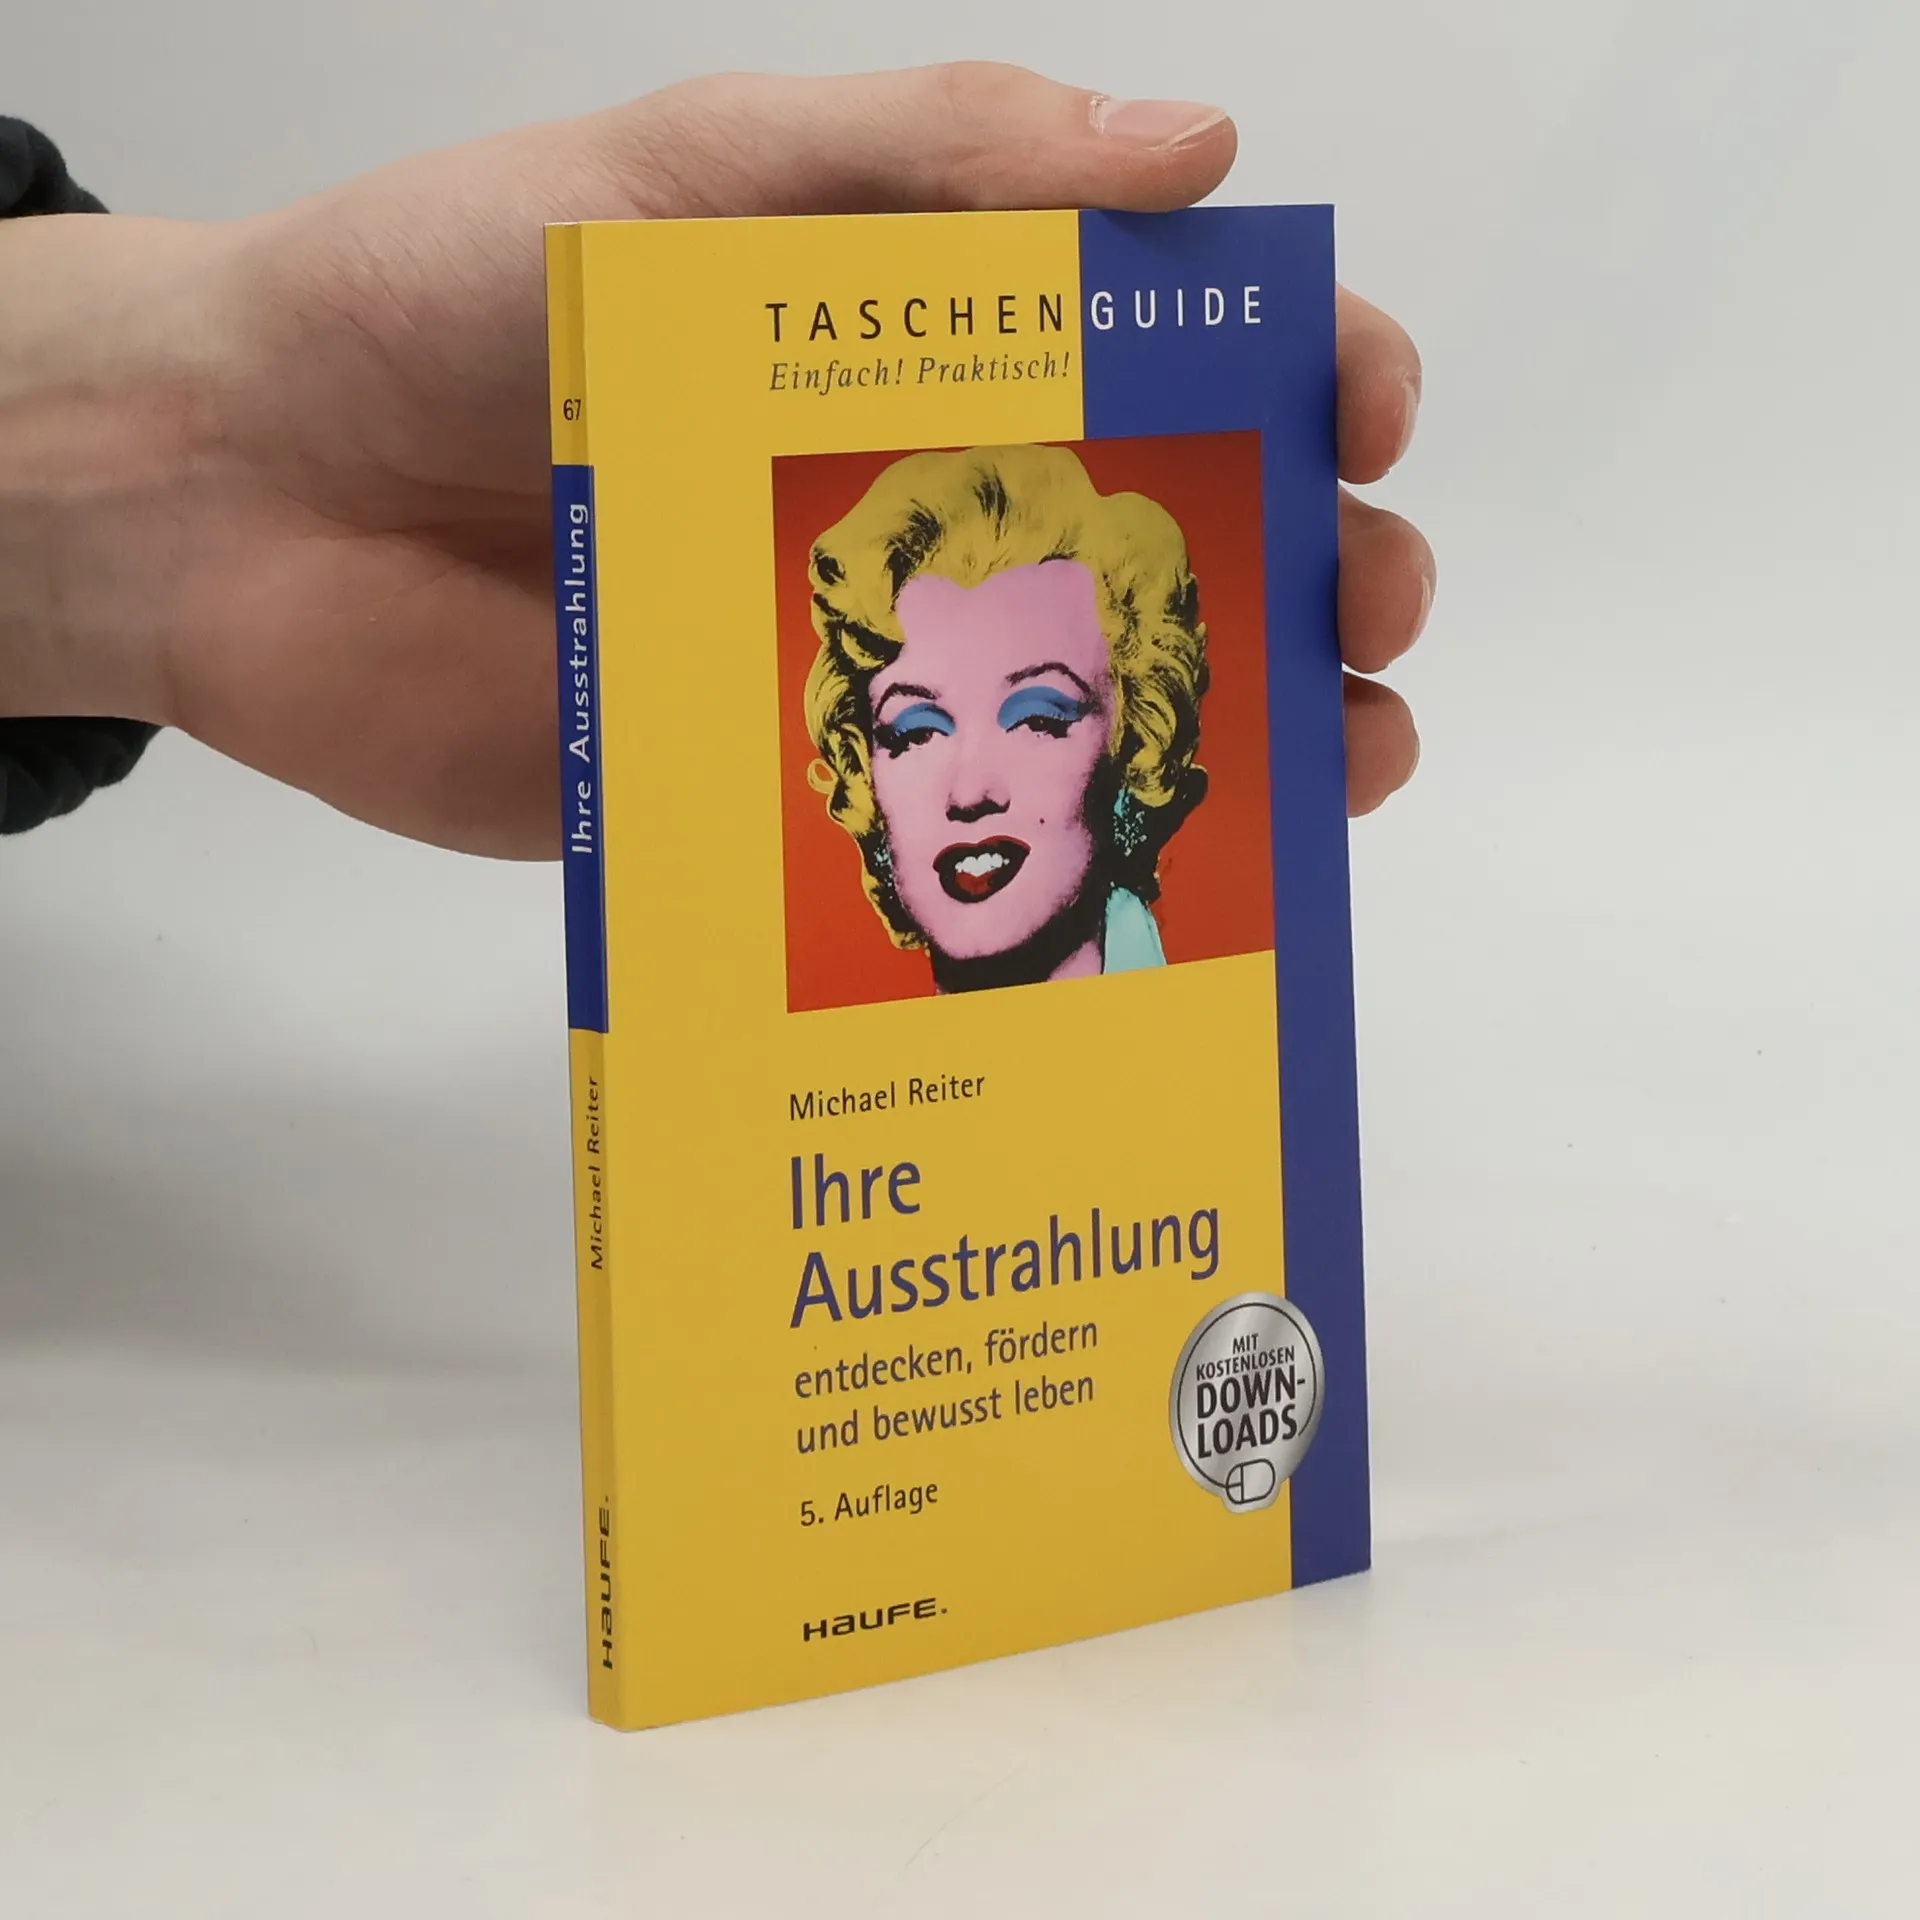 TASCHENGUIDE
Einfach! Praktisch!
Michael Reiter
Ihre
Ausstrahlung
entdecken, fördern
und bewusst leben
5. Auflage
HAUFE.
MIT
KOSTENLOSEN
DOWN-
LOADS
67
Ihre Ausstrahlung
Michael Reiter
HAUFE.